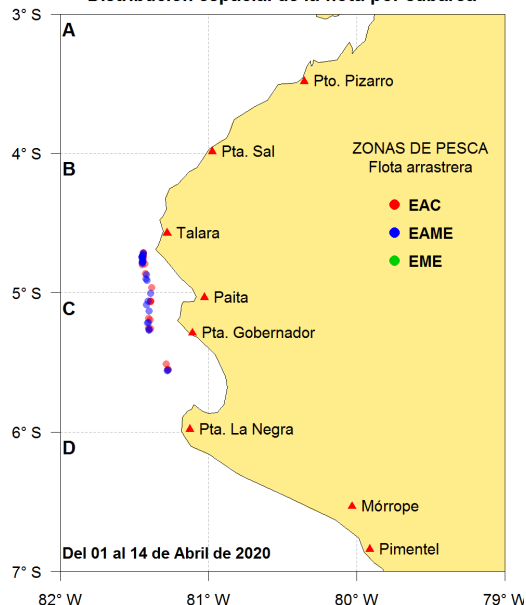 3° S
A
Pto. Pizarro
ZONAS DE PESCA
Flota arrastrera
4° S
Pta. Sal
B
EAC
Talara
EAME
EME
5° S
Paita
C
Pta. Gobernador
6° S
Pta. La Negra
D
Mórrope
Del 01 al 14 de Abril de 2020
Pimentel
7° S
82° W
81° W
80° W
79° W